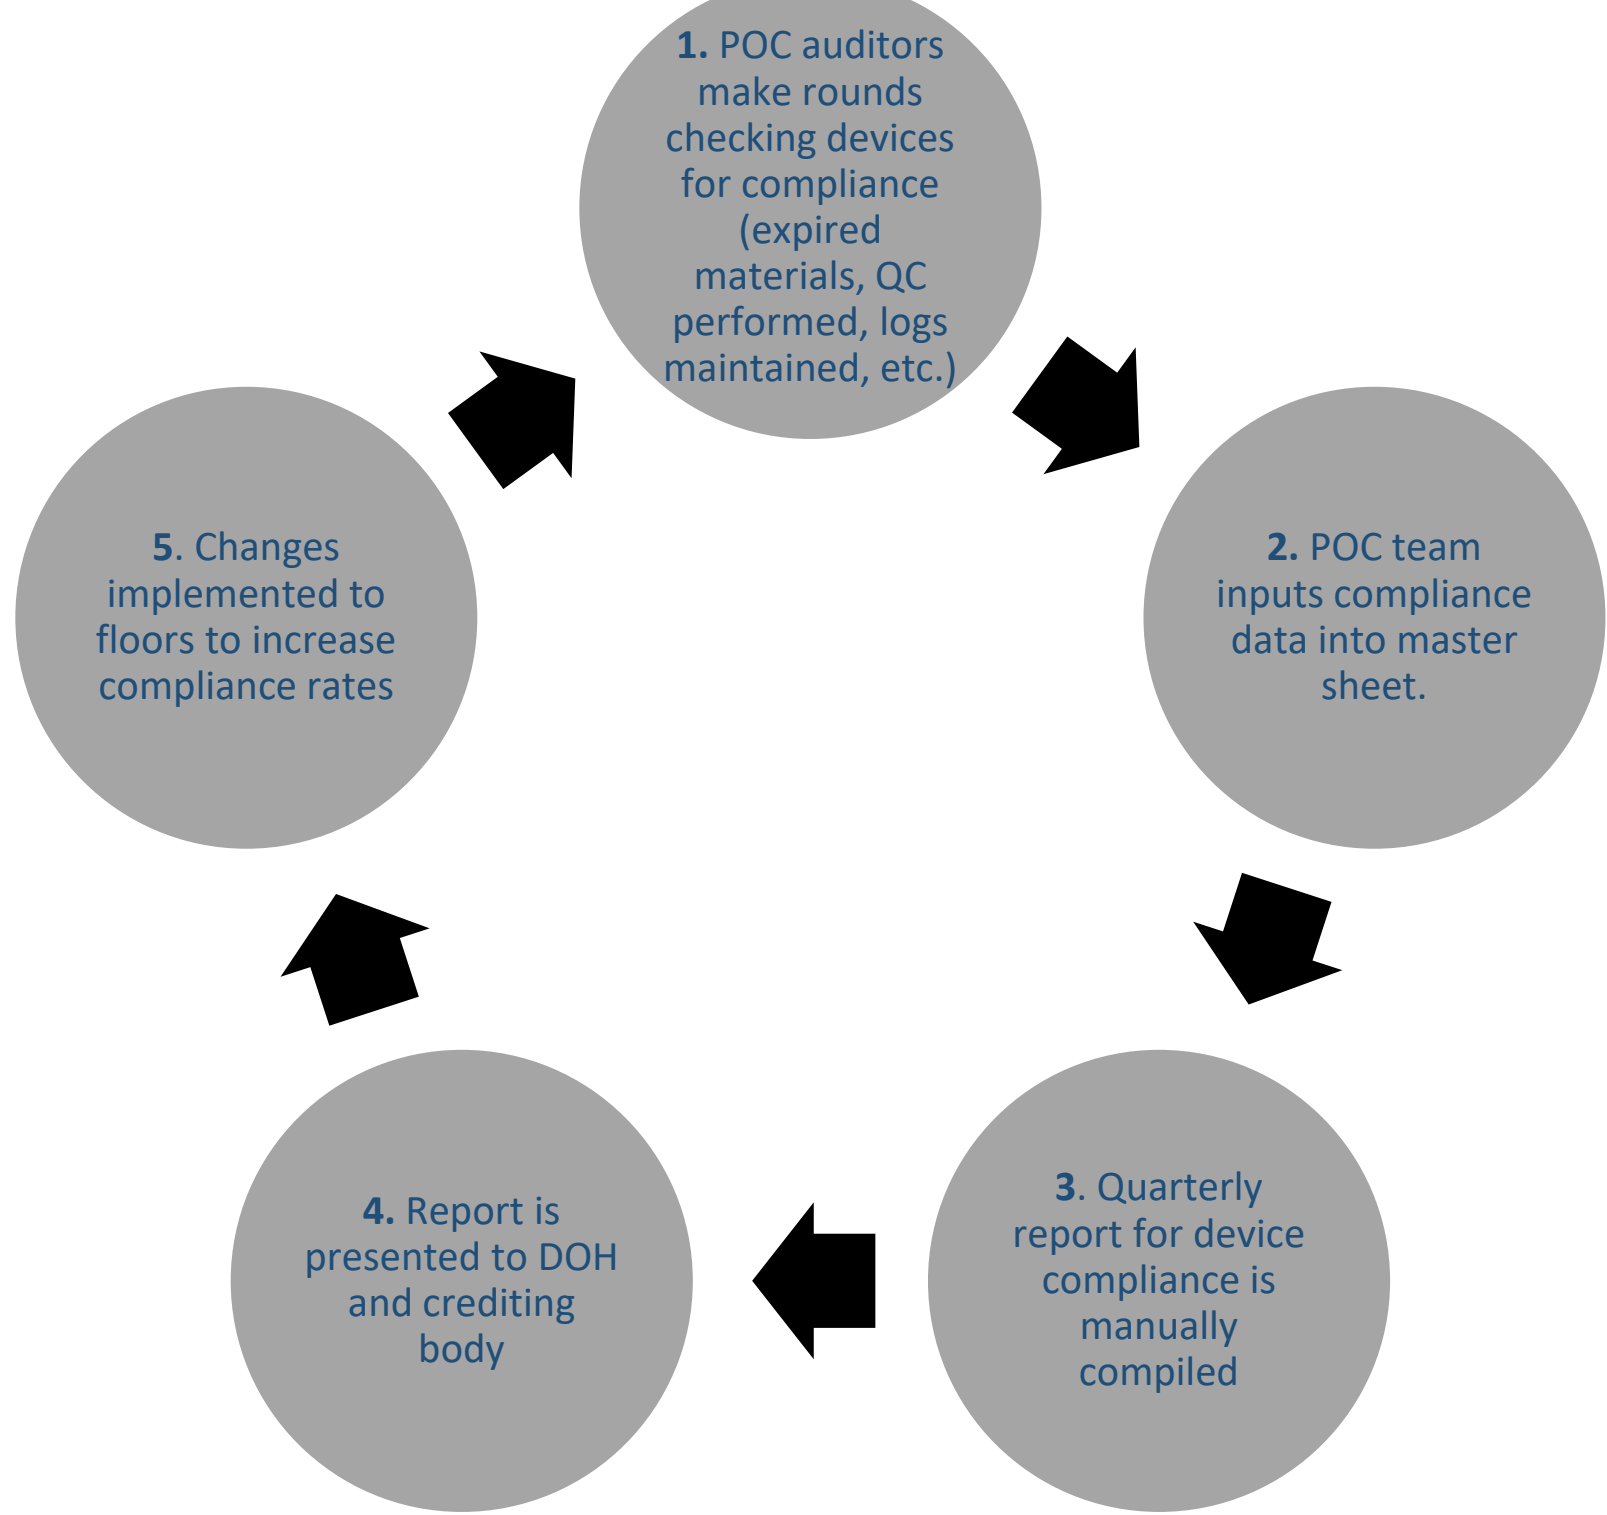 1. POC auditors
make rounds
checking devices
for compliance
(expired
materials, QC
performed, logs
maintained, etc.)
2. POC team
inputs compliance
data into master
sheet.
3. Quarterly
report for device
compliance is
manually
compiled
4. Report is
presented to DOH
and crediting
body
5. Changes
implemented to
floors to increase
compliance rates